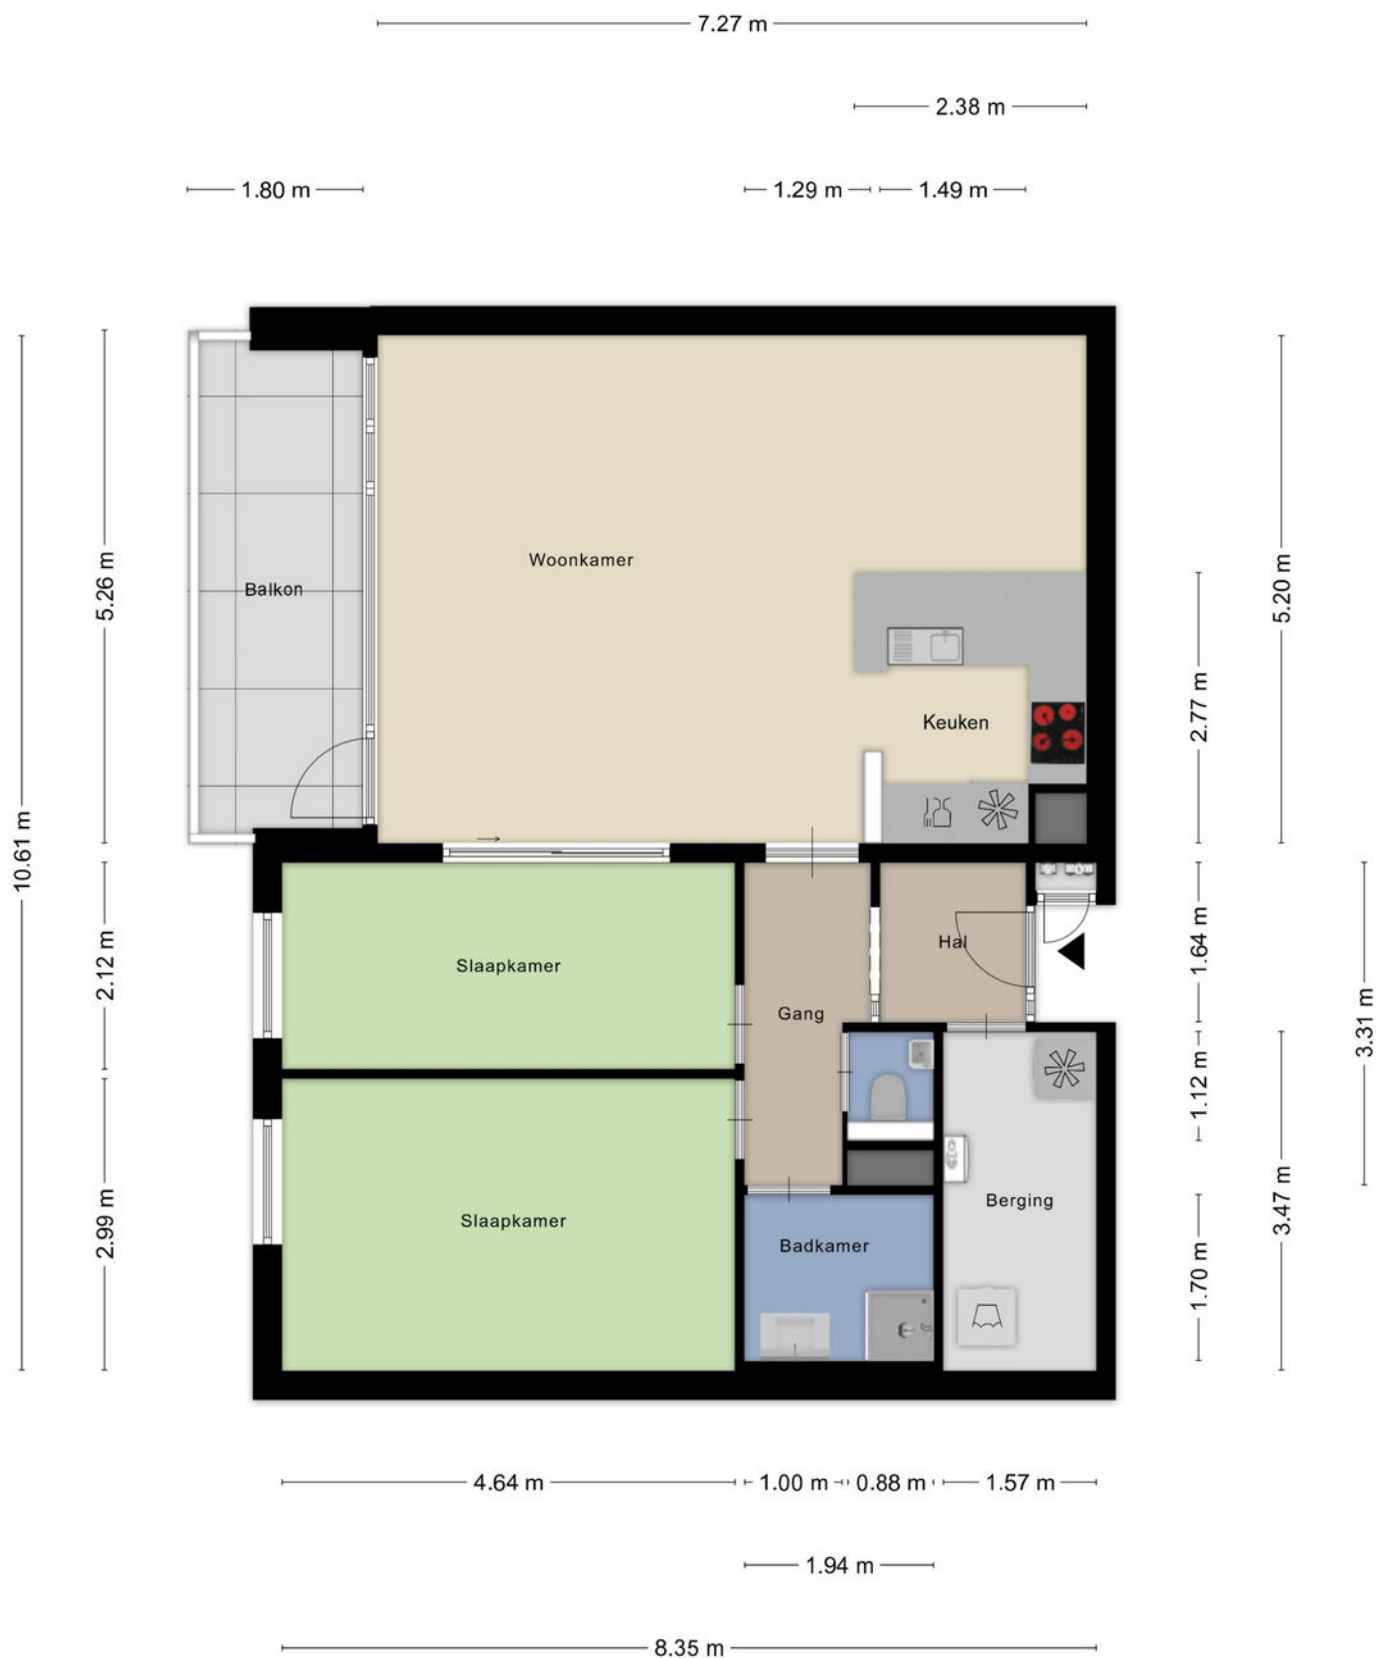 7.27 m
2.38 m
1.80 m
1.29 m
1.49 m
Woonkamer
Balkon
Keuken
5.26 m
5.20 m
2.77 m
10.61 m
Hal
Slaapkamer
2.12 m
1.64 m
Gang
3.31 m
1.12 m
Berging
Slaapkamer
2.99 m
3.47 m
Badkamer
1.70 m
4.64 m
1.00 m
0.88 m
1.57 m
1.94 m
8.35 m